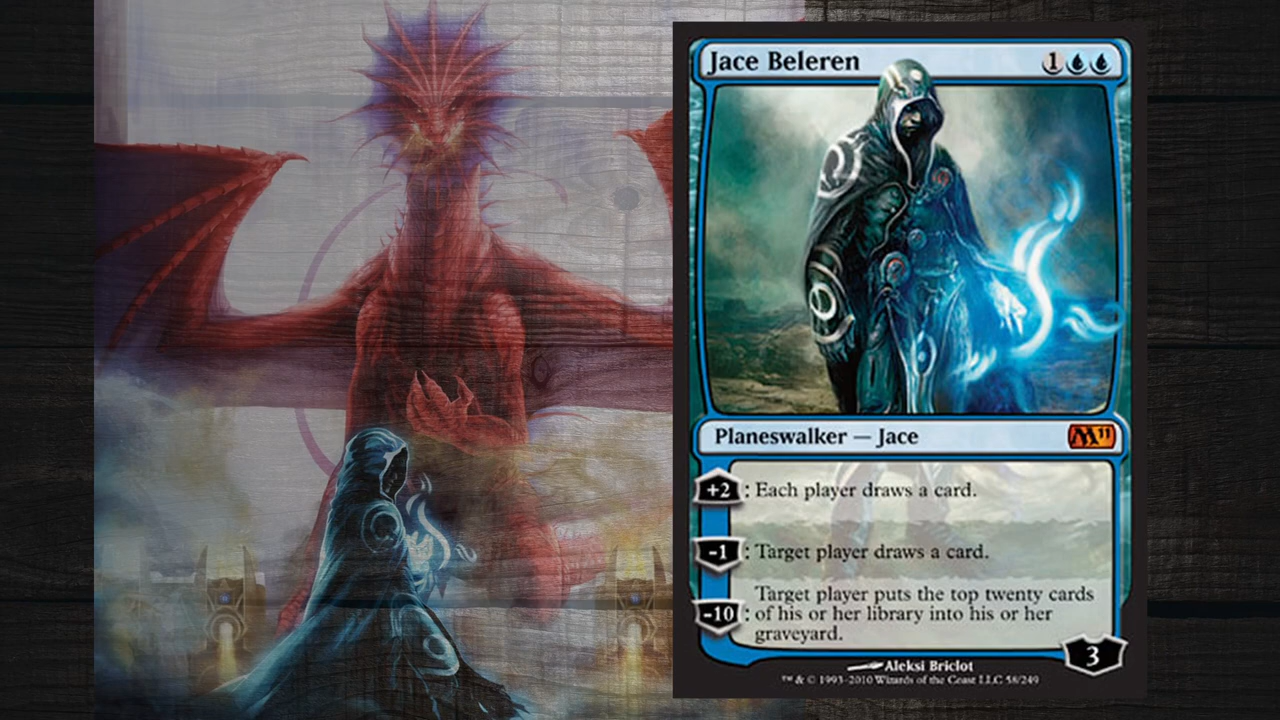 Jace Beleren 1
Planeswalker — Jace M11
+2 : Each player draws a card.
-1 : Target player draws a card.
Target player puts the top twenty cards
-10 : of his or her library into his or her
graveyard.
3
Aleksi Briclot
™ & © 1993–2010 Wizards of the Coast LLC 58/249